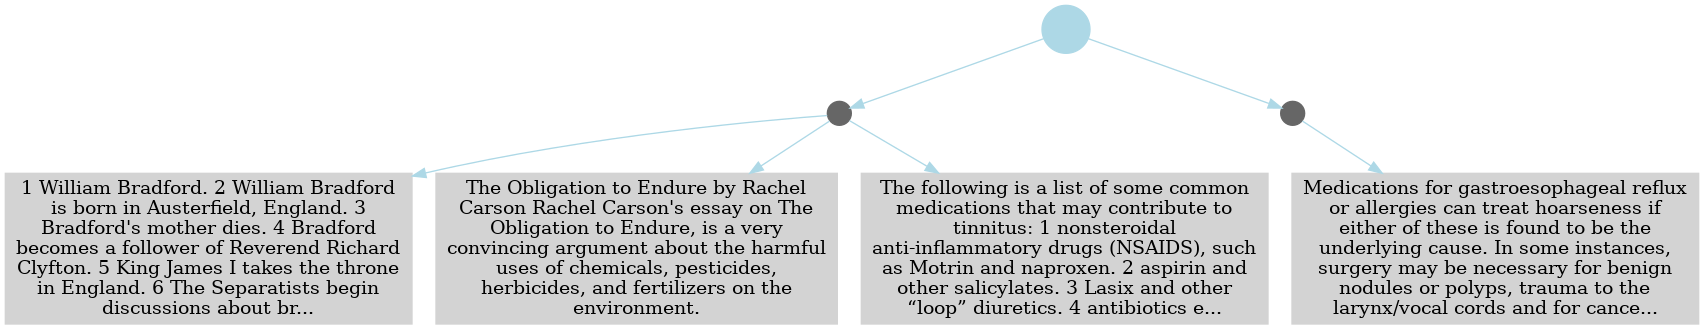 1 William Bradford. 2 William Bradford
is born in Austerfield, England. 3
Bradford's mother dies. 4 Bradford
becomes a follower of Reverend Richard
Clyfton. 5 King James I takes the throne
in England. 6 The Separatists begin
discussions about br...
The Obligation to Endure by Rachel
Carson Rachel Carson's essay on The
Obligation to Endure, is a very
convincing argument about the harmful
uses of chemicals, pesticides,
herbicides, and fertilizers on the
environment.
The following is a list of some common
medications that may contribute to
tinnitus: 1 nonsteroidal
anti-inflammatory drugs (NSAIDS), such
as Motrin and naproxen. 2 aspirin and
other salicylates. 3 Lasix and other
“loop” diuretics. 4 antibiotics e...
Medications for gastroesophageal reflux
or allergies can treat hoarseness if
either of these is found to be the
underlying cause. In some instances,
surgery may be necessary for benign
nodules or polyps, trauma to the
larynx/vocal cords and for cance...